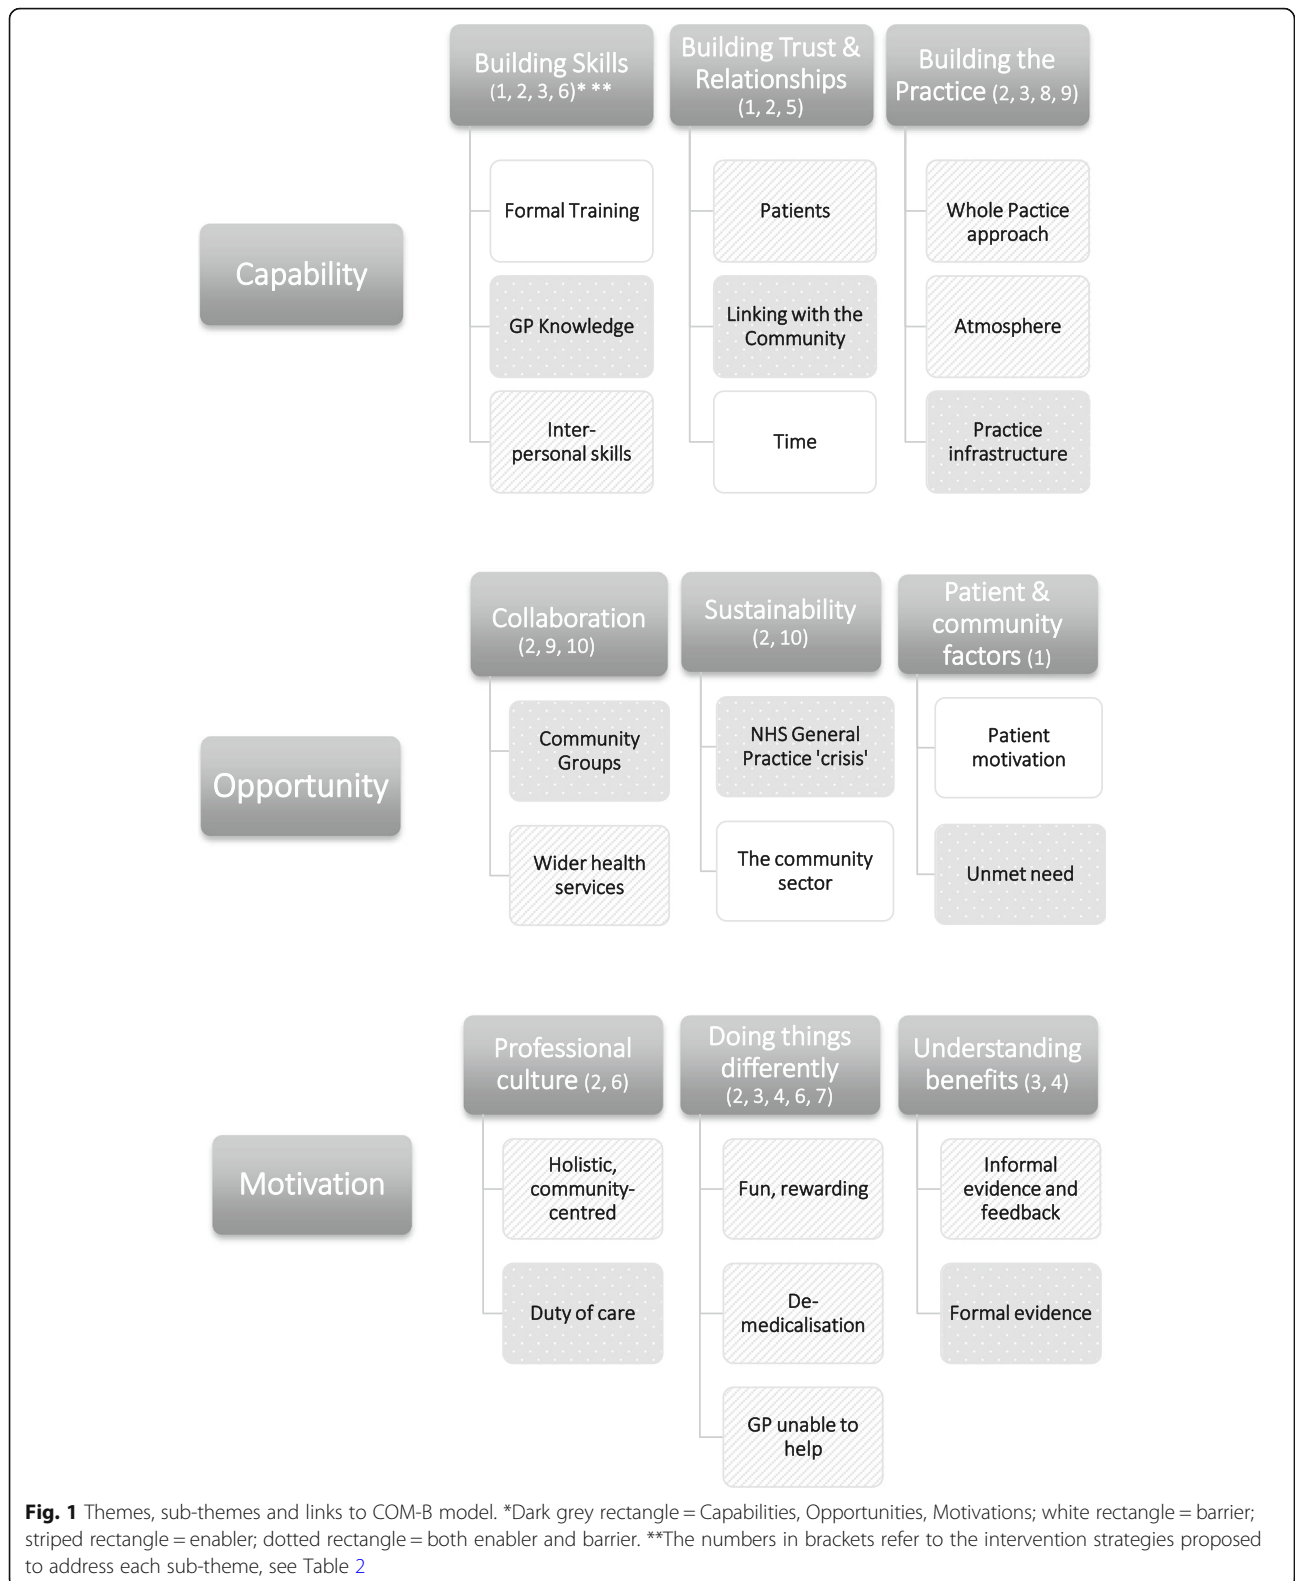 Building Skills
(1, 2, 3, 6)* **
Building Trust &
Relationships
(1, 2, 5)
Building the
Practice (2, 3, 8, 9)
Capability
Formal Training
GP Knowledge
Inter-
personal skills
Patients
Linking with the
Community
Time
Whole Pactice
approach
Atmosphere
Practice
infrastructure
Collaboration
(2, 9, 10)
Sustainability
(2, 10)
Patient &
community
factors (1)
Opportunity
Community
Groups
Wider health
services
NHS General
Practice 'crisis'
The community
sector
Patient
motivation
Unmet need
Professional
culture (2, 6)
Doing things
differently
(2, 3, 4, 6, 7)
Understanding
benefits (3, 4)
Motivation
Holistic,
community-
centred
Duty of care
Fun, rewarding
De-
medicalisation
GP unable to
help
Informal
evidence and
feedback
Formal evidence
Fig. 1 Themes, sub-themes and links to COM-B model. *Dark grey rectangle = Capabilities, Opportunities, Motivations; white rectangle = barrier;
striped rectangle = enabler; dotted rectangle = both enabler and barrier. **The numbers in brackets refer to the intervention strategies proposed
to address each sub-theme, see Table 2